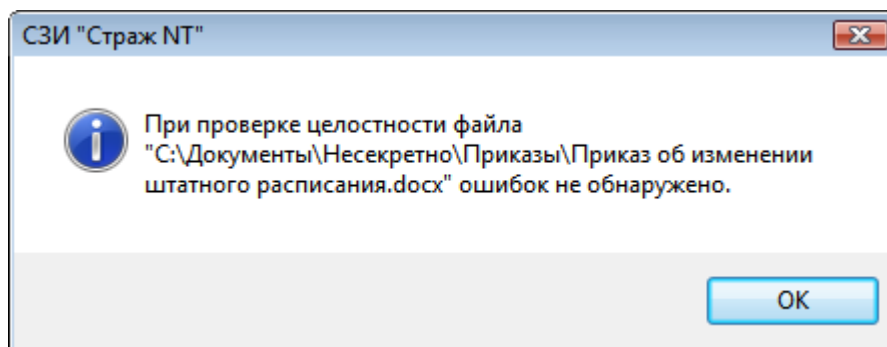 СЗИ "Страж NT"
При проверке целостности файла
"C:\Документы\Несекретно\Приказы\Приказ об изменении
штатного расписания.docx" ошибок не обнаружено.
OK